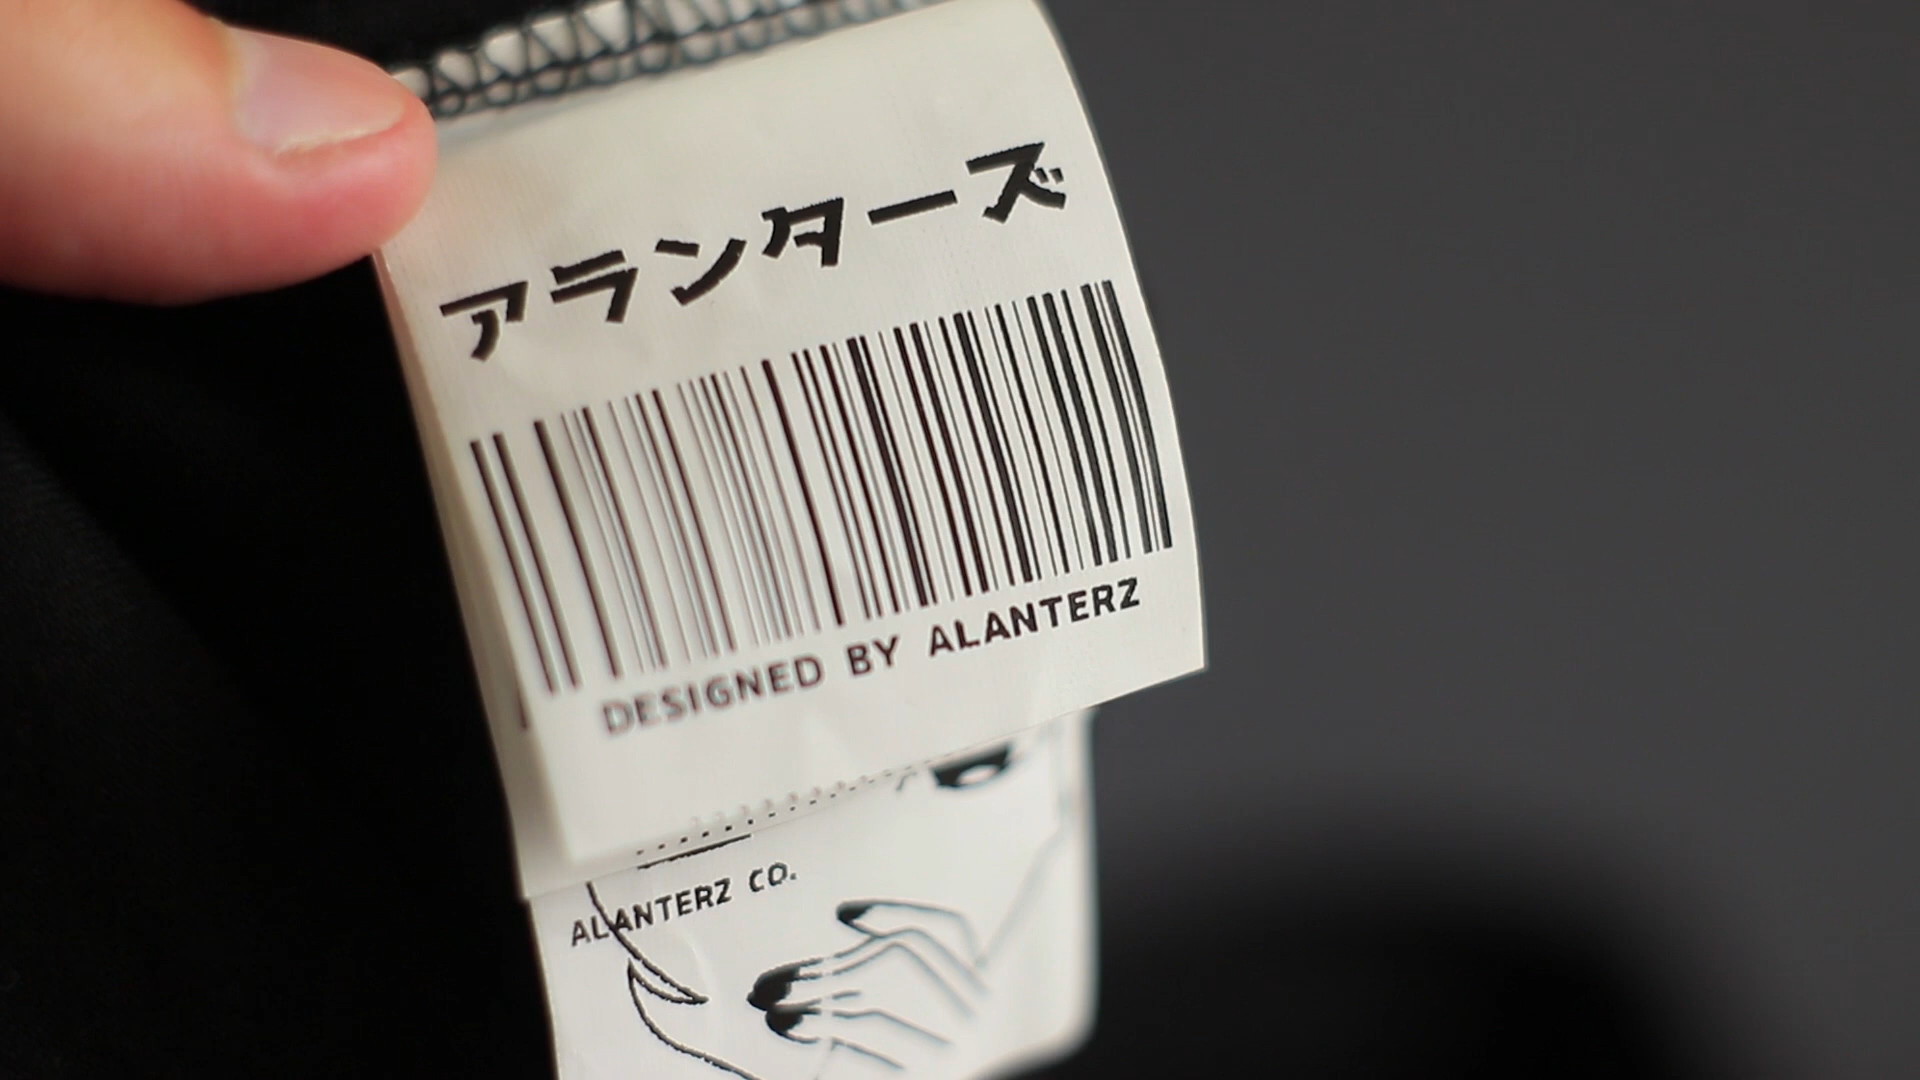 アランターズ
DESIGNED BY ALANTERZ
ALANTERZ CO.